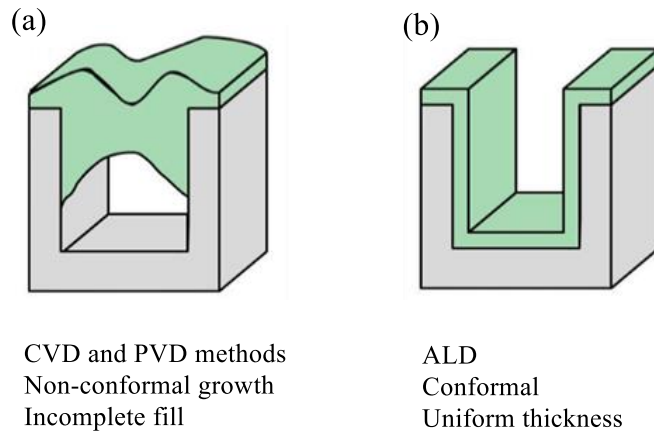 (a)
(b)
CVD and PVD methods
Non-conformal growth
Incomplete fill
ALD
Conformal
Uniform thickness